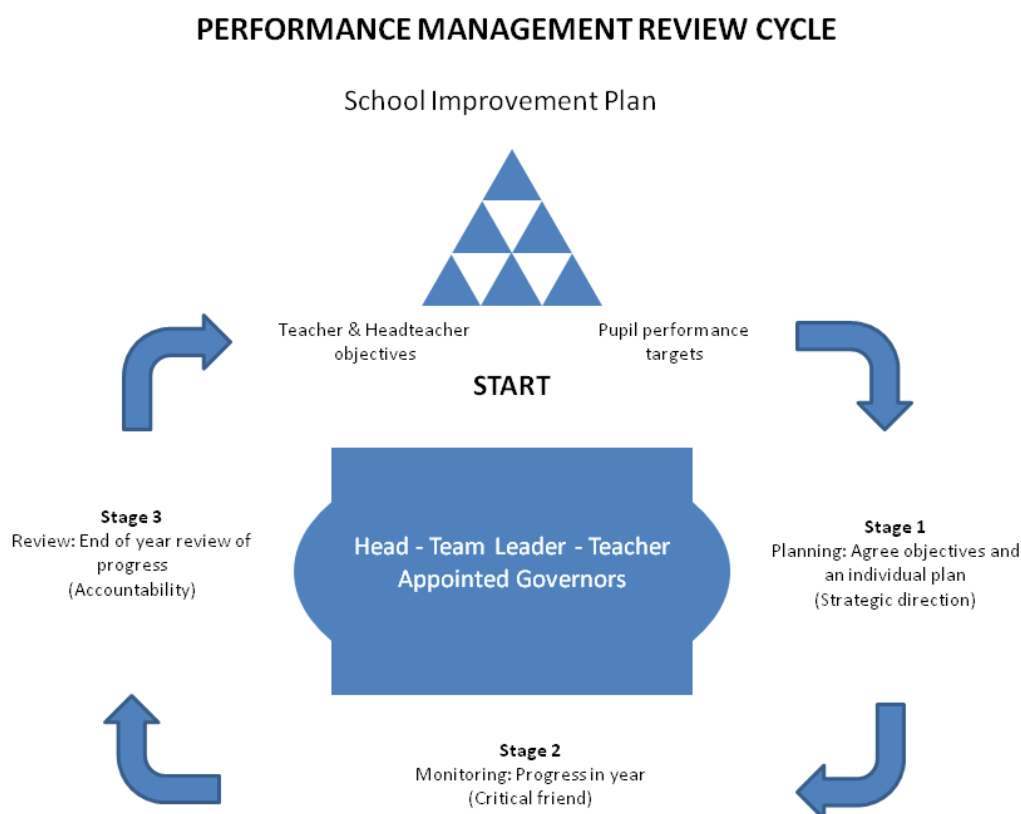 PERFORMANCE MANAGEMENT REVIEW CYCLE
School Improvement Plan
Teacher & Headteacher
objectives
Pupil performance
targets
START
Stage 1
Planning: Agree objectives and
an individual plan
(Strategic direction)
Stage 2
Monitoring: Progress in year
(Critical friend)
Stage 3
Review: End of year review of
progress
(Accountability)
Head - Team Leader - Teacher
Appointed Governors